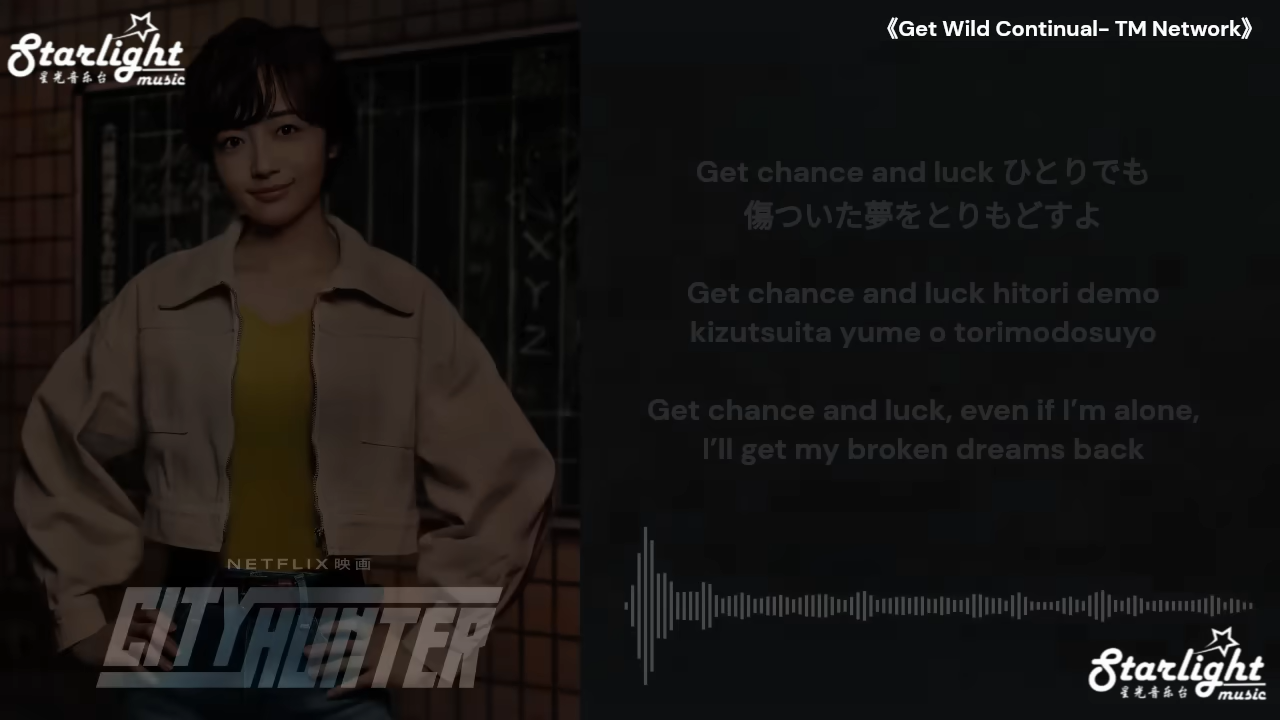 Starlight
星光音乐台 music
《Get Wild Continual- TM Network》
Get chance and luck ひとりでも
傷ついた夢をとりもどすよ
Get chance and luck hitori demo
kizutsuita yume o torimodosuyo
Get chance and luck, even if I’m alone,
I’ll get my broken dreams back
X
Y
Z
NETFLIX映画
CITY HUNTER
Starlight
星光音乐台 music